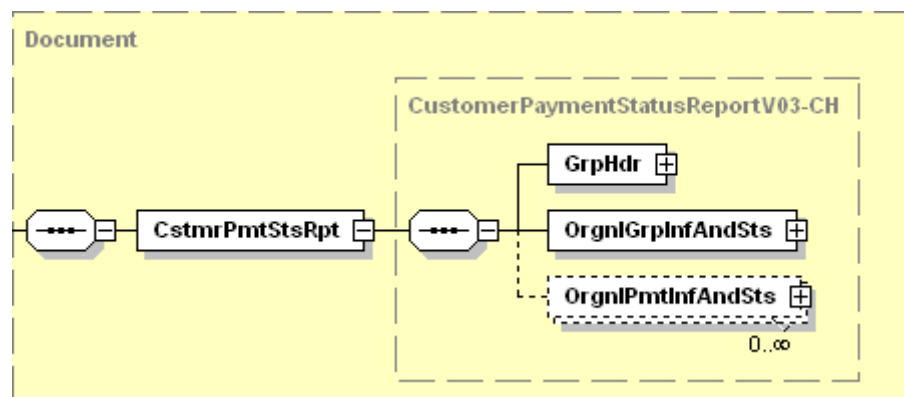 Document
CustomerPaymentStatusReportV03-CH
GrpHdr
CstmrPmtStsRpt
OrgnlGrpInfAndSts
OrgnlPmtInfAndSts
0..∞